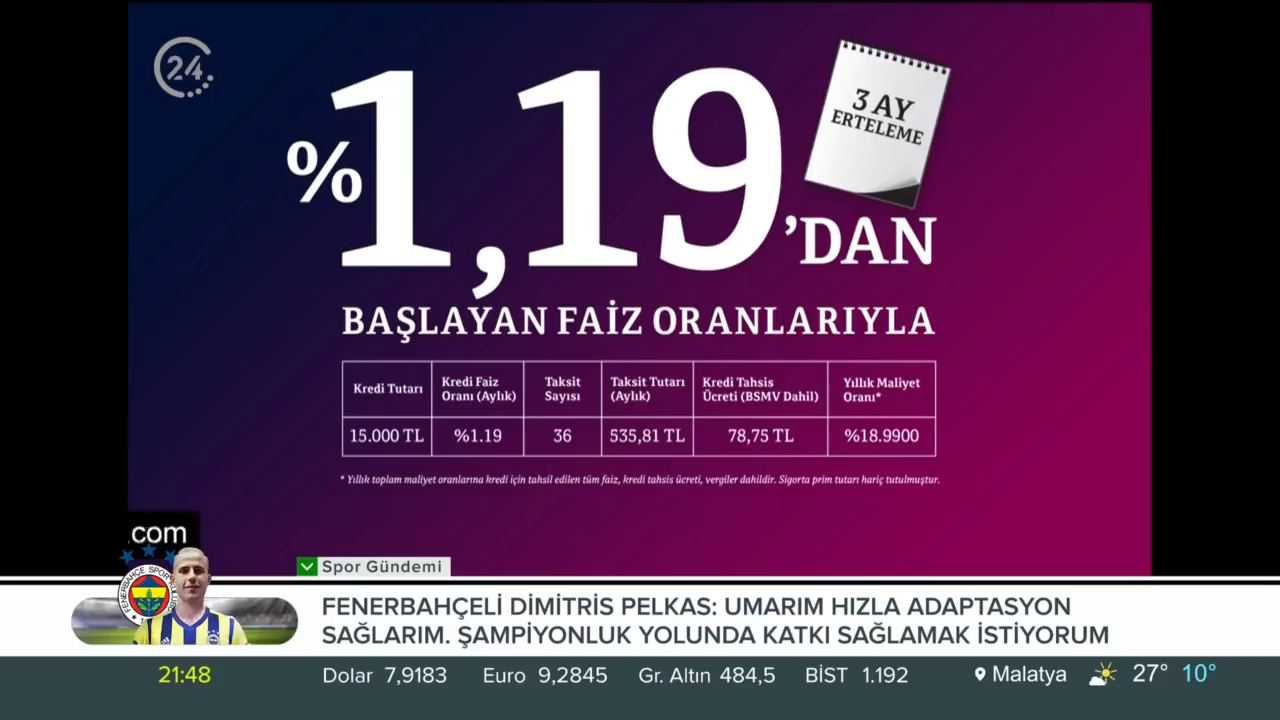 24
3 AY
ERTELEME
%1,19'DAN
BAŞLAYAN FAİZ ORANLARIYLA
Kredi Tutarı
Kredi Faiz
Oranı (Aylık)
Taksit
Sayısı
Taksit Tutarı
(Aylık)
Kredi Tahsis
Ücreti (BSMV Dahil)
Yıllık Maliyet
Oranı*
15.000 TL %1.19 36 535,81 TL 78,75 TL %18.9900
* Yıllık toplam maliyet oranlarına kredi için tahsil edilen tüm faiz, kredi tahsis ücreti, vergiler dahildir. Sigorta prim tutarı hariç tutulmuştur.
.com
Spor Gündemi
FENERBAHÇELİ DİMİTRİS PELKAS: UMARIM HIZLA ADAPTASYON
SAĞLARIM. ŞAMPİYONLUK YOLUNDA KATKI SAĞLAMAK İSTİYORUM
21:48 Dolar 7,9183 Euro 9,2845 Gr. Altın 484,5 BİST 1.192 Malatya 27° 10°